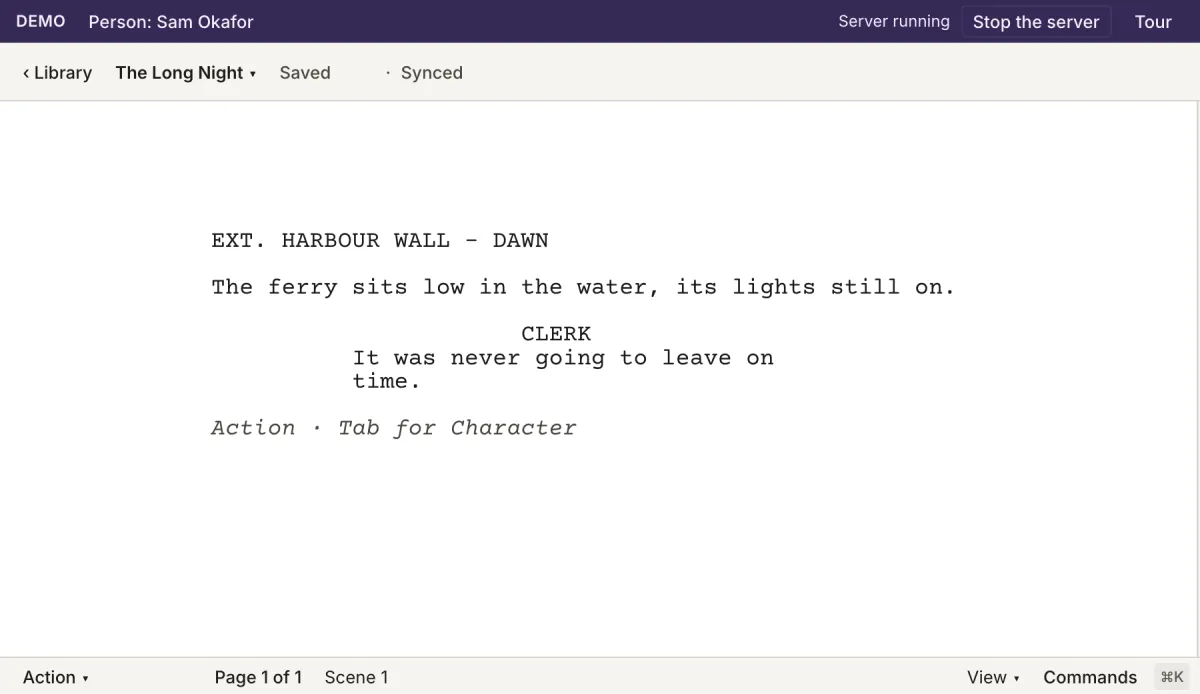 DEMO Person: Sam Okafor Server running Stop the server Tour
‹ Library The Long Night ▾ Saved · Synced
EXT. HARBOUR WALL - DAWN
The ferry sits low in the water, its lights still on.
CLERK
It was never going to leave on
time.
Action · Tab for Character
Action ▾ Page 1 of 1 Scene 1 View ▾ Commands ⌘K